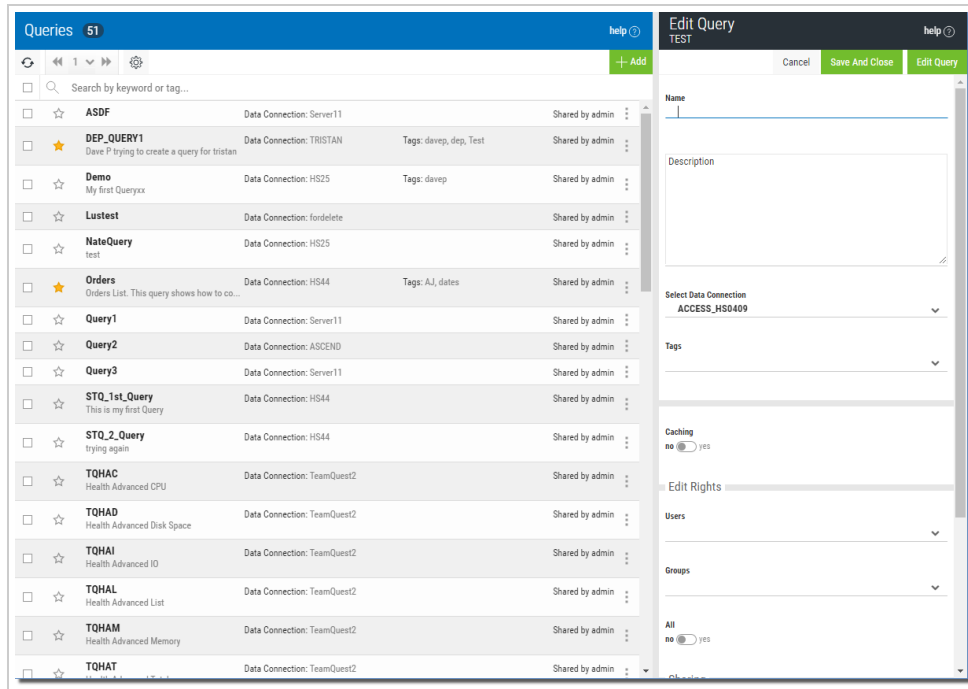 Queries 51 help ?
1
+ Add
Search by keyword or tag...
ASDF Data Connection: Server11 Shared by admin
DEP_QUERY1 Data Connection: TRISTAN Tags: davep, dep, Test Shared by admin
Dave P trying to create a query for tristan
Demo Data Connection: HS25 Tags: davep Shared by admin
My first Queryxx
Lustest Data Connection: fordelete Shared by admin
NateQuery Data Connection: HS25 Shared by admin
test
Orders Data Connection: HS44 Tags: AJ, dates Shared by admin
Orders List. This query shows how to co...
Query1 Data Connection: Server11 Shared by admin
Query2 Data Connection: ASCEND Shared by admin
Query3 Data Connection: Server11 Shared by admin
STQ_1st_Query Data Connection: HS44 Shared by admin
This is my first Query
STQ_2_Query Data Connection: HS44 Shared by admin
trying again
TQHAC Data Connection: TeamQuest2 Shared by admin
Health Advanced CPU
TQHAD Data Connection: TeamQuest2 Shared by admin
Health Advanced Disk Space
TQHAI Data Connection: TeamQuest2 Shared by admin
Health Advanced IO
TQHAL Data Connection: TeamQuest2 Shared by admin
Health Advanced List
TQHAM Data Connection: TeamQuest2 Shared by admin
Health Advanced Memory
TQHAT Data Connection: TeamQuest2 Shared by admin
Edit Query help ?
TEST
Cancel Save And Close Edit Query
Name
Description
Select Data Connection
ACCESS_HS0409
Tags
Caching
no yes
Edit Rights
Users
Groups
All
no yes